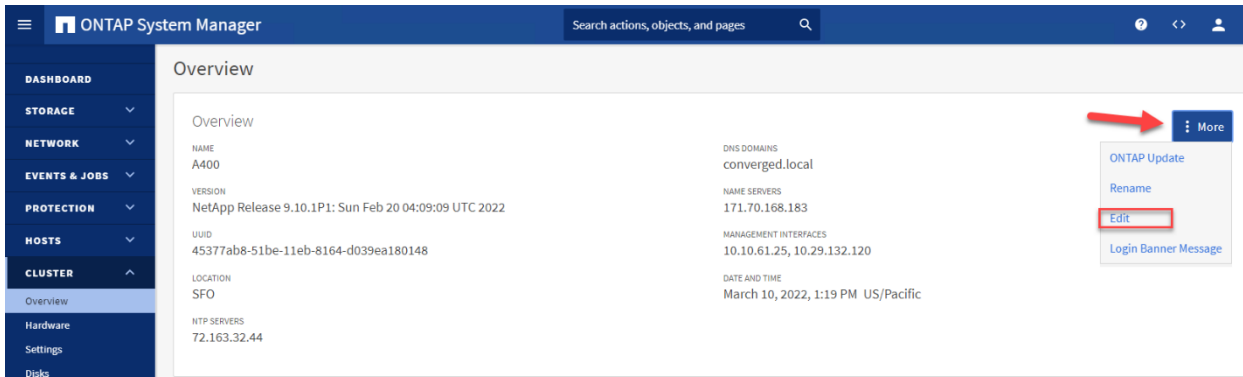 ONTAP System Manager
Search actions, objects, and pages
DASHBOARD
STORAGE
NETWORK
EVENTS & JOBS
PROTECTION
HOSTS
CLUSTER
Overview
Hardware
Settings
Disks
Overview
Overview
More
NAME
A400
VERSION
NetApp Release 9.10.1P1: Sun Feb 20 04:09:09 UTC 2022
UUID
45377ab8-51be-11eb-8164-d039ea180148
LOCATION
SFO
NTP SERVERS
72.163.32.44
DNS DOMAINS
converged.local
NAME SERVERS
171.70.168.183
MANAGEMENT INTERFACES
10.10.61.25, 10.29.132.120
DATE AND TIME
March 10, 2022, 1:19 PM US/Pacific
ONTAP Update
Rename
Edit
Login Banner Message